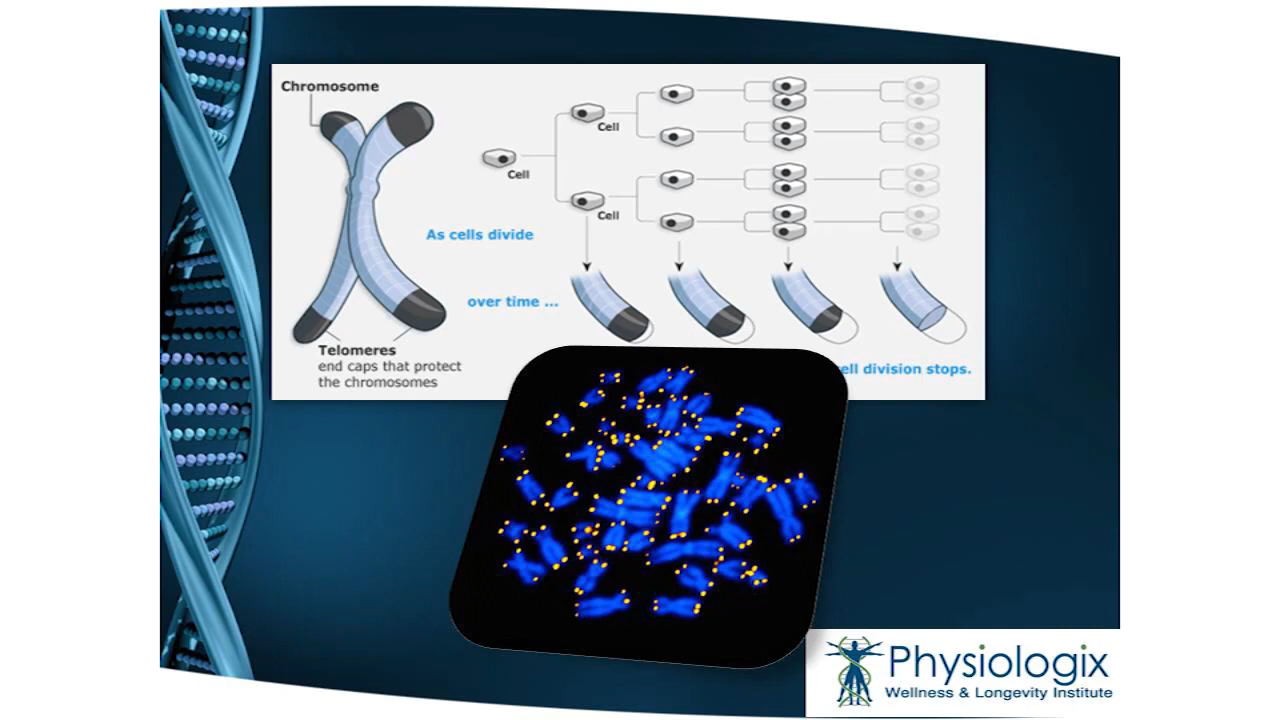 Chromosome
Cell
Cell
Cell
As cells divide
over time ...
Telomeres
end caps that protect
the chromosomes
ell division stops.
Physiologix
Wellness & Longevity Institute